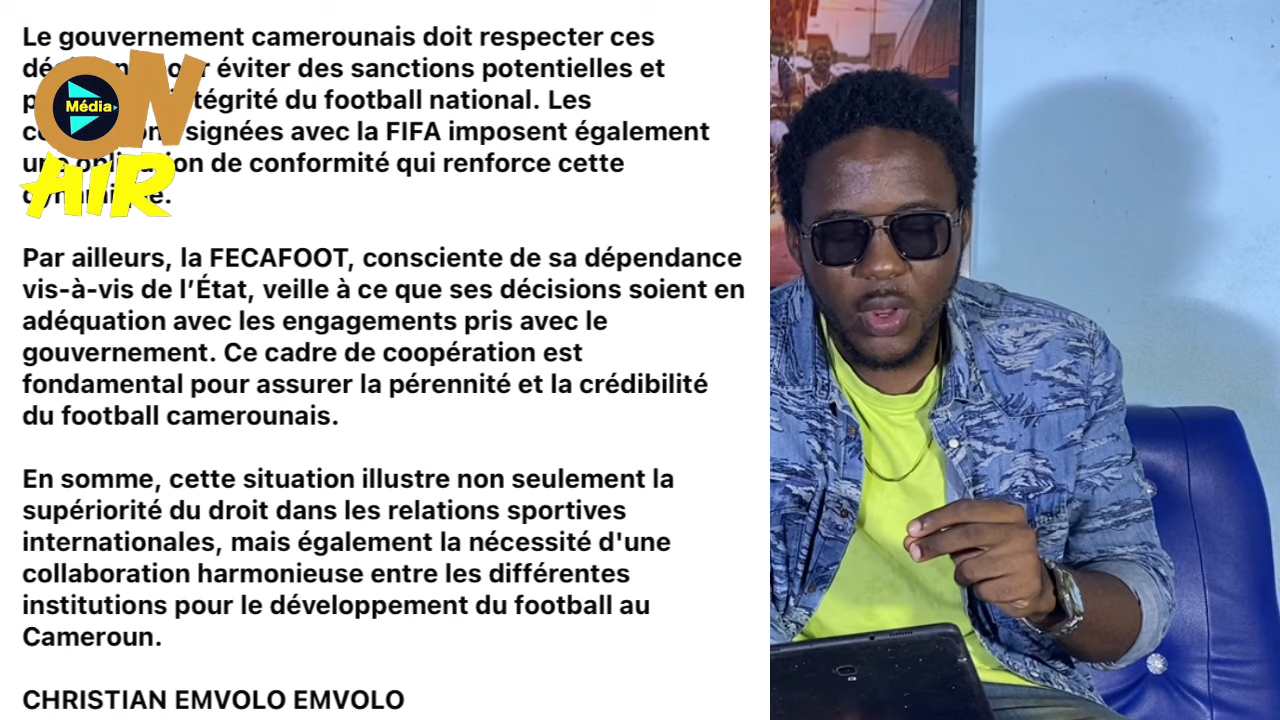 Le gouvernement camerounais doit respecter ces
éviter des sanctions potentielles et
du football national. Les
signées avec la FIFA imposent également
de conformité qui renforce cette
Par ailleurs, la FECAFOOT, consciente de sa dépendance
vis-à-vis de l’État, veille à ce que ses décisions soient en
adéquation avec les engagements pris avec le
gouvernement. Ce cadre de coopération est
fondamental pour assurer la pérennité et la crédibilité
du football camerounais.
En somme, cette situation illustre non seulement la
supériorité du droit dans les relations sportives
internationales, mais également la nécessité d'une
collaboration harmonieuse entre les différentes
institutions pour le développement du football au
Cameroun.
CHRISTIAN EMVOLO EMVOLO
ON
Média
AIR